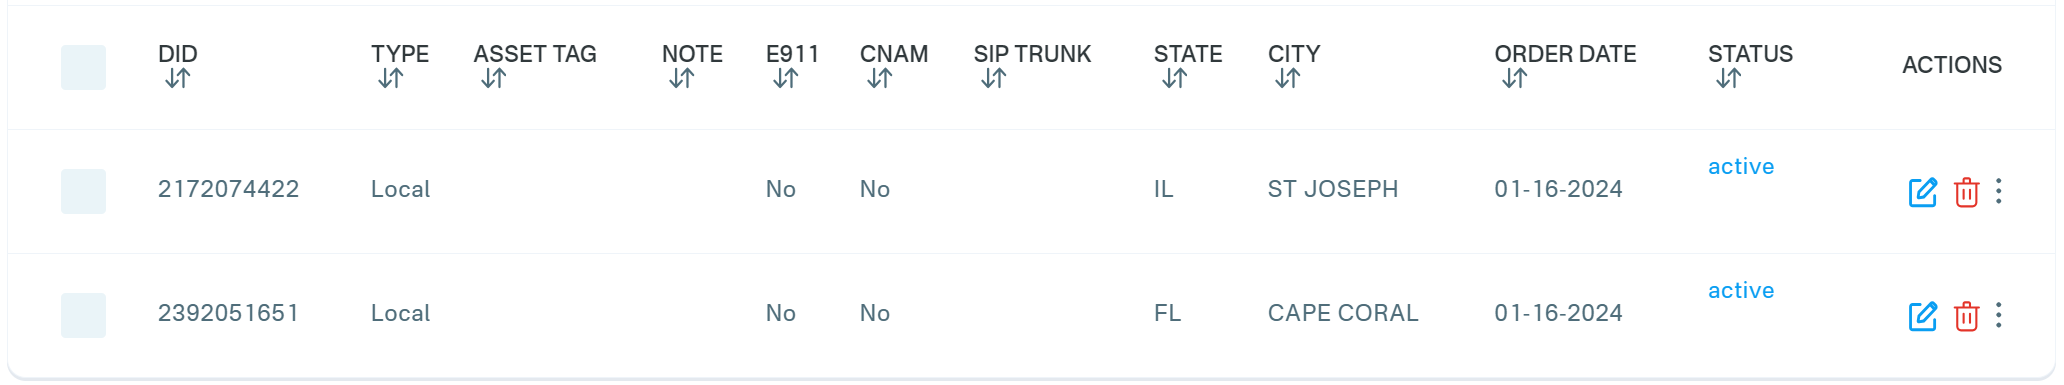 DID TYPE ASSET TAG NOTE E911 CNAM SIP TRUNK STATE CITY ORDER DATE STATUS ACTIONS
2172074422 Local No No IL ST JOSEPH 01-16-2024 active
2392051651 Local No No FL CAPE CORAL 01-16-2024 active